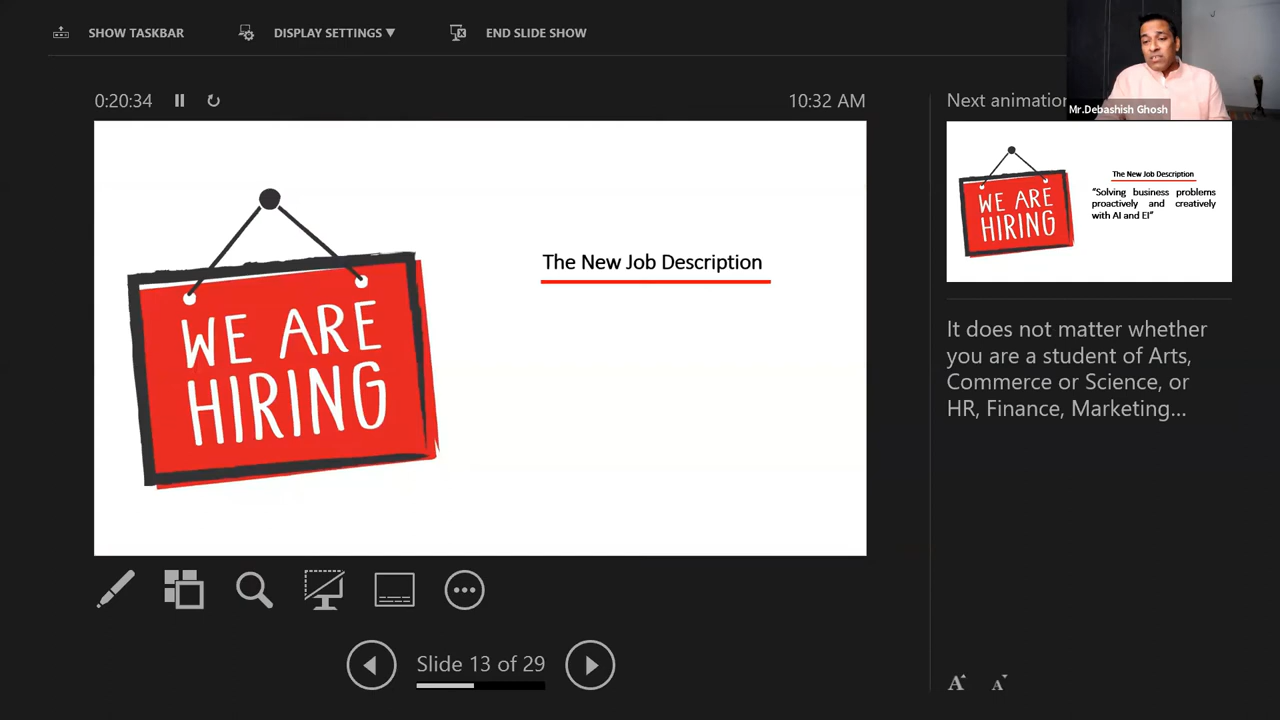 SHOW TASKBAR
DISPLAY SETTINGS ▼
END SLIDE SHOW
0:20:34
10:32 AM
Next animation
Mr.Debashish Ghosh
WE ARE
HIRING
The New Job Description
WE ARE
HIRING
The New Job Description
"Solving business problems
proactively and creatively
with AI and EI"
It does not matter whether
you are a student of Arts,
Commerce or Science, or
HR, Finance, Marketing...
Slide 13 of 29
A
A